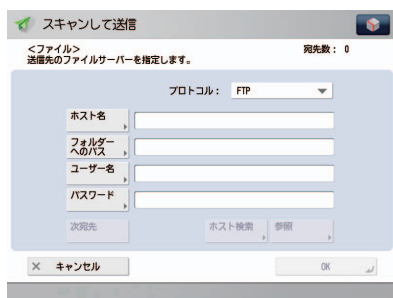 スキャンして送信
<ファイル>
送信先のファイルサーバーを指定します。
宛先数： 0
プロトコル： FTP
ホスト名
フォルダー
へのパス
ユーザー名
パスワード
次宛先
ホスト検索
参照
× キャンセル
OK